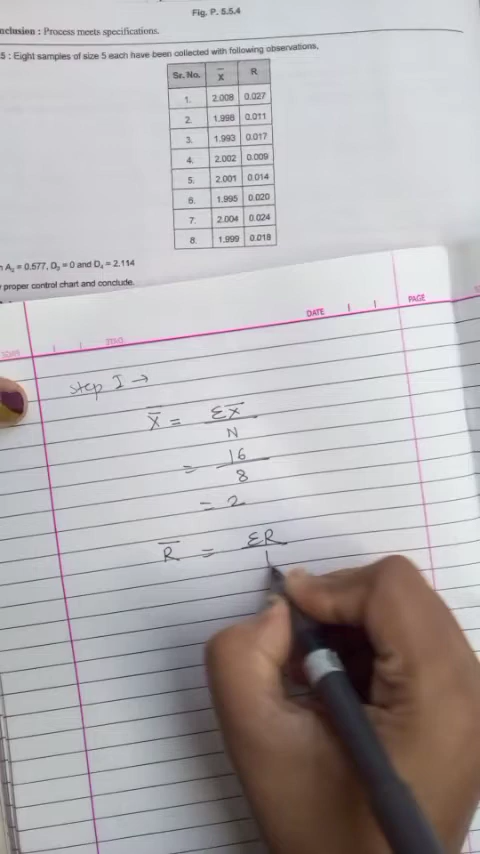 Fig. P. 5.5.4
nclusion : Process meets specifications.
5 : Eight samples of size 5 each have been collected with following observations,
Sr. No. X̄ R
1. 2.008 0.027
2. 1.998 0.011
3. 1.993 0.017
4. 2.002 0.009
5. 2.001 0.014
6. 1.995 0.020
7. 2.004 0.024
8. 1.999 0.018
A₂ = 0.577, D₃ = 0 and D₄ = 2.114
proper control chart and conclude.
DATE
PAGE
Step I →
X̿ = ΣX̄ / N
= 16 / 8
= 2
R̄ = ΣR